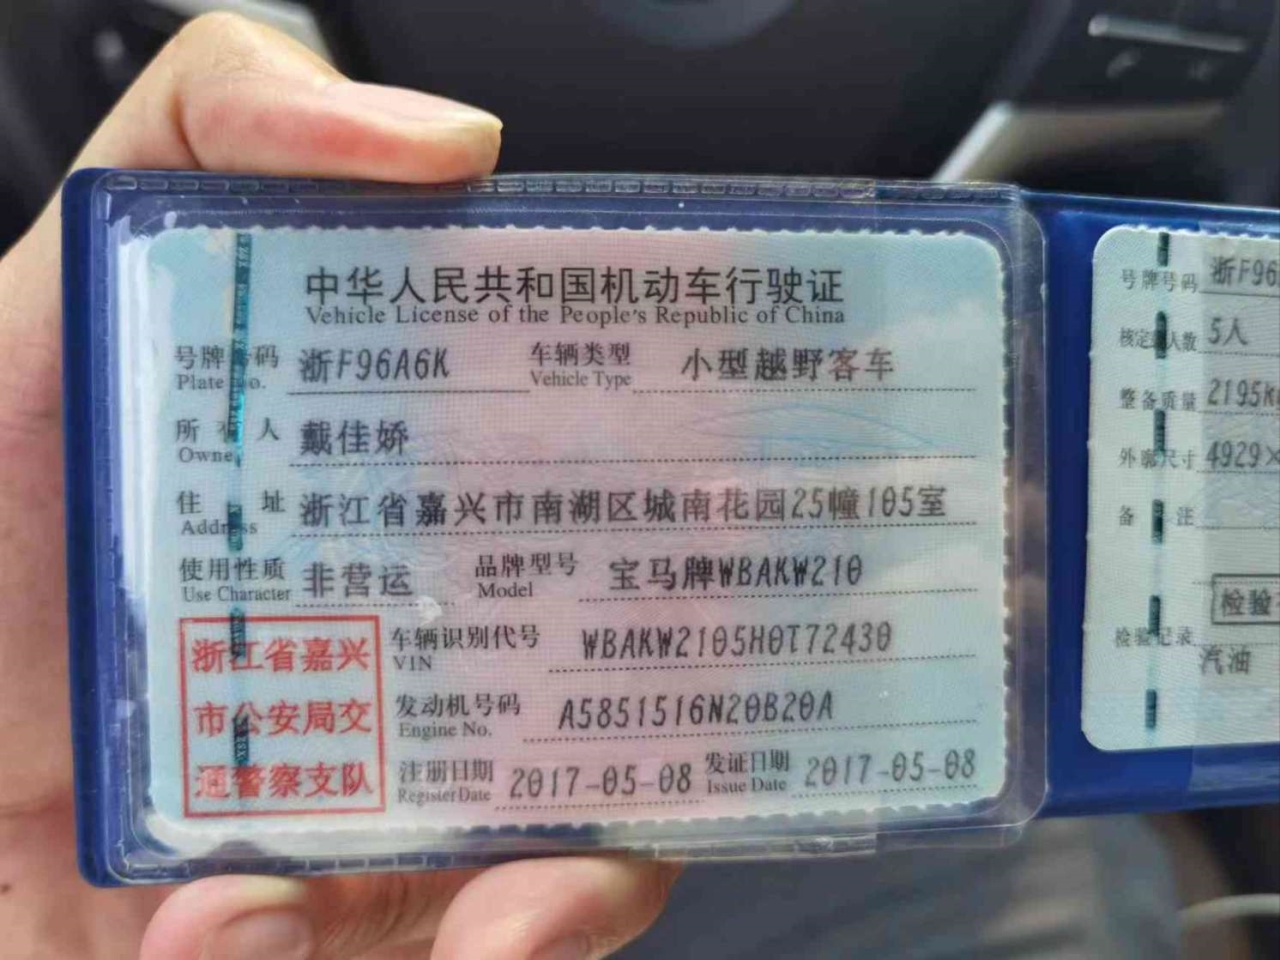 中华人民共和国机动车行驶证
Vehicle License of the People's Republic of China
号牌号码 浙F96A6K 车辆类型 小型越野客车
Plate No. Vehicle Type
所有人 戴佳娇
Owner
住址 浙江省嘉兴市南湖区城南花园25幢105室
Address
使用性质 非营运 品牌型号 宝马牌WBAKW210
Use Character Model
浙江省嘉兴
市公安局交
通警察支队
车辆识别代号 WBAKW2105H0T72430
VIN
发动机号码 A5851516N20B20A
Engine No.
注册日期 2017-05-08 发证日期 2017-05-08
Register Date Issue Date
号牌号码 浙F96
核定载人数 5人
整备质量 2195k
外廓尺寸 4929×
备注
检验
检验记录
汽油